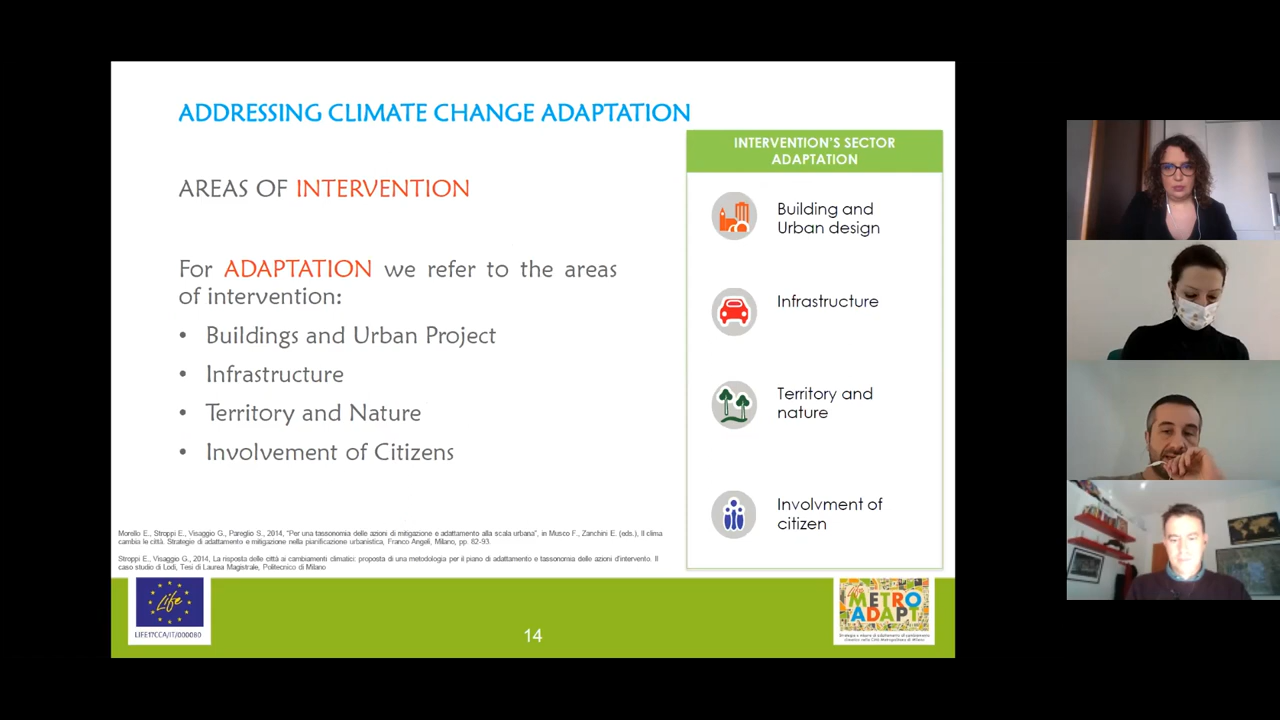 ADDRESSING CLIMATE CHANGE ADAPTATION
AREAS OF INTERVENTION
For ADAPTATION we refer to the areas
of intervention:
• Buildings and Urban Project
• Infrastructure
• Territory and Nature
• Involvement of Citizens
INTERVENTION'S SECTOR
ADAPTATION
Building and
Urban design
Infrastructure
Territory and
nature
Involvment of
citizen
Morello E., Stroppi E., Visaggio G., Pareglio S., 2014, "Per una tassonomia delle azioni di mitigazione e adattamento alla scala urbana", in Musco F., Zanchini E. (eds.), Il clima
cambia le città. Strategie di adattamento e mitigazione nella pianificazione urbanistica, Franco Angeli, Milano, pp. 82-93.
Stroppi E., Visaggio G., 2014, La risposta delle città ai cambiamenti climatici: proposta di una metodologia per il piano di adattamento e tassonomia delle azioni d'intervento. Il
caso studio di Lodi, Tesi di Laurea Magistrale, Politecnico di Milano
Life
LIFE17CCA/IT/000080
14
METRO
ADAPT